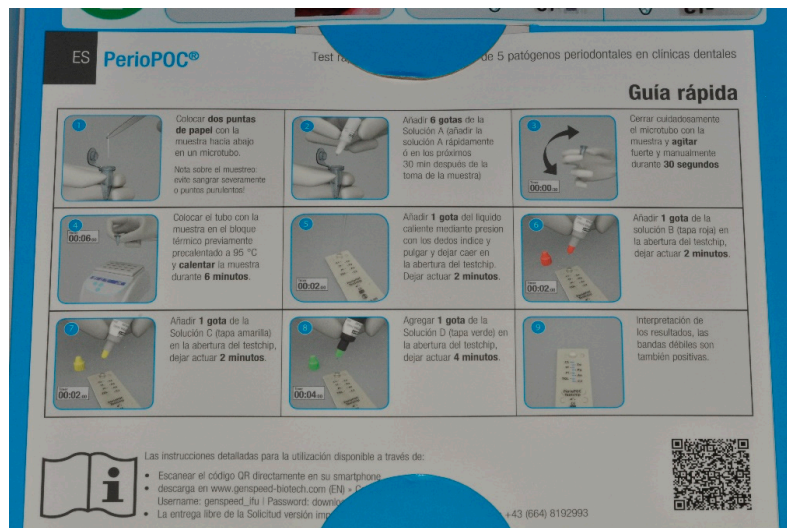 ES PerioPOC®
Test
de 5 patógenos periodontales en clínicas dentales
Guía rápida
1
Colocar dos puntas
de papel con la
muestra hacia abajo
en un microtubo.
Nota sobre el muestreo:
evite sangrar severamente
o puntos purulentos!
2
Añadir 6 gotas de la
Solución A (añadir la
solución A rápidamente
ó en los próximos
30 min después de la
toma de la muestra)
3
00:00
Cerrar cuidadosamente
el microtubo con la
muestra y agitar
fuerte y manualmente
durante 30 segundos
4
00:06
Colocar el tubo con la
muestra en el bloque
térmico previamente
precalentado a 95 °C
y calentar la muestra
durante 6 minutos.
5
00:02
Añadir 1 gota del líquido
caliente mediante presion
con los dedos índice y
pulgar y dejar caer en
la abertura del testchip.
Dejar actuar 2 minutos.
6
00:02
Añadir 1 gota de la
solución B (tapa roja) en
la abertura del testchip,
dejar actuar 2 minutos.
7
00:02
Añadir 1 gota de la
Solución C (tapa amarilla)
en la abertura del testchip,
dejar actuar 2 minutos.
8
00:04
Agregar 1 gota de la
Solución D (tapa verde) en
la abertura del testchip,
dejar actuar 4 minutos.
9
Interpretación de
los resultados, las
bandas débiles son
también positivas.
Las instrucciones detalladas para la utilización disponible a través de:
• Escanear el código QR directamente en su smartphone
• descarga en www.genspeed-biotech.com (EN) •
Username: genspeed_ifu | Password:
• La entrega libre de la Solicitud versión
+43 (664) 8192993